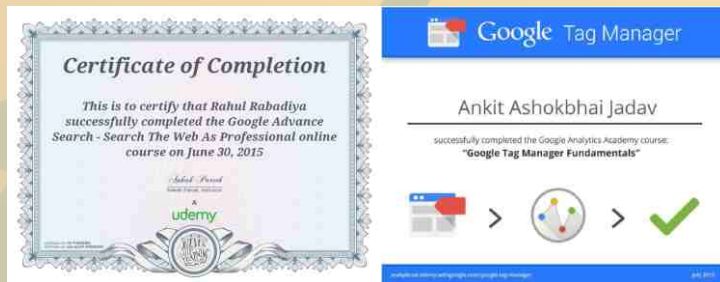 Certificate of Completion
This is to certify that Rahul Rabadiya
successfully completed the Google Advance
Search - Search The Web As Professional online
course on June 30, 2015
&
udemy
Google Tag Manager
Ankit Ashokbhai Jadav
successfully completed the Google Analytics Academy course:
"Google Tag Manager Fundamentals"
>
>
July 2015